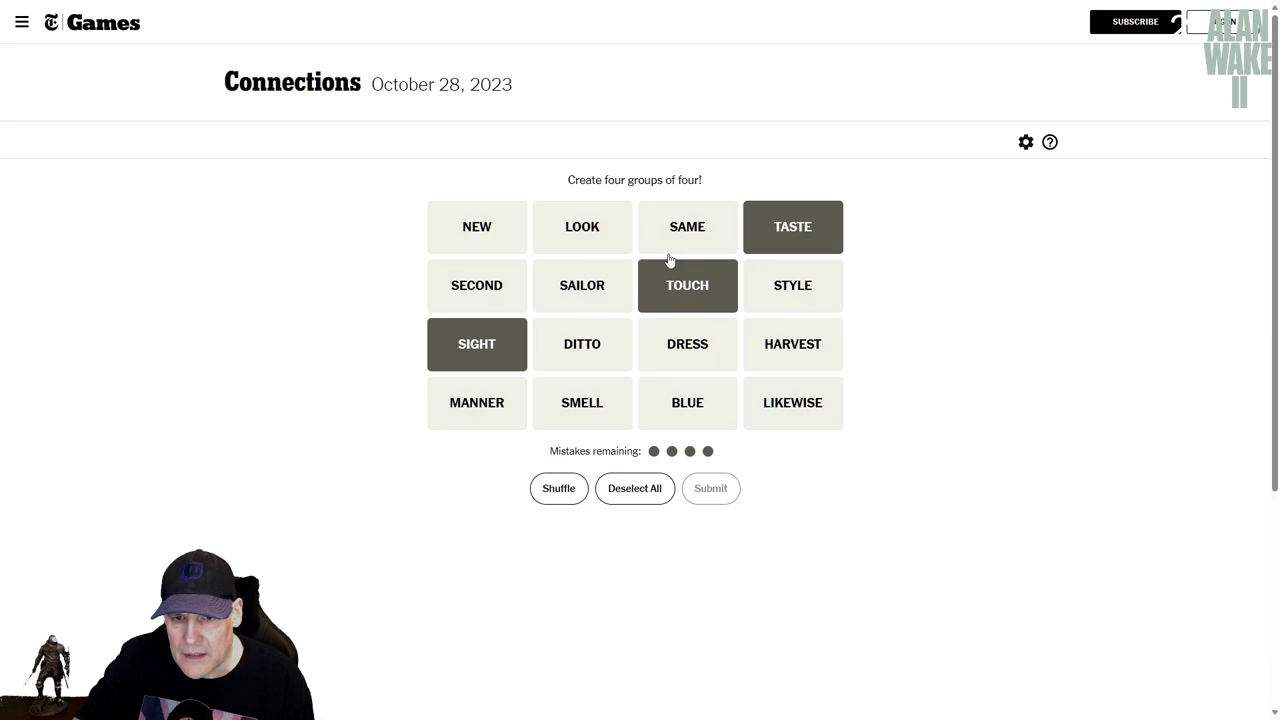 Games
SUBSCRIBE
ALAN
WAKE
II
Connections October 28, 2023
Create four groups of four!
NEW LOOK SAME TASTE
SECOND SAILOR TOUCH STYLE
SIGHT DITTO DRESS HARVEST
MANNER SMELL BLUE LIKEWISE
Mistakes remaining:
Shuffle Deselect All Submit